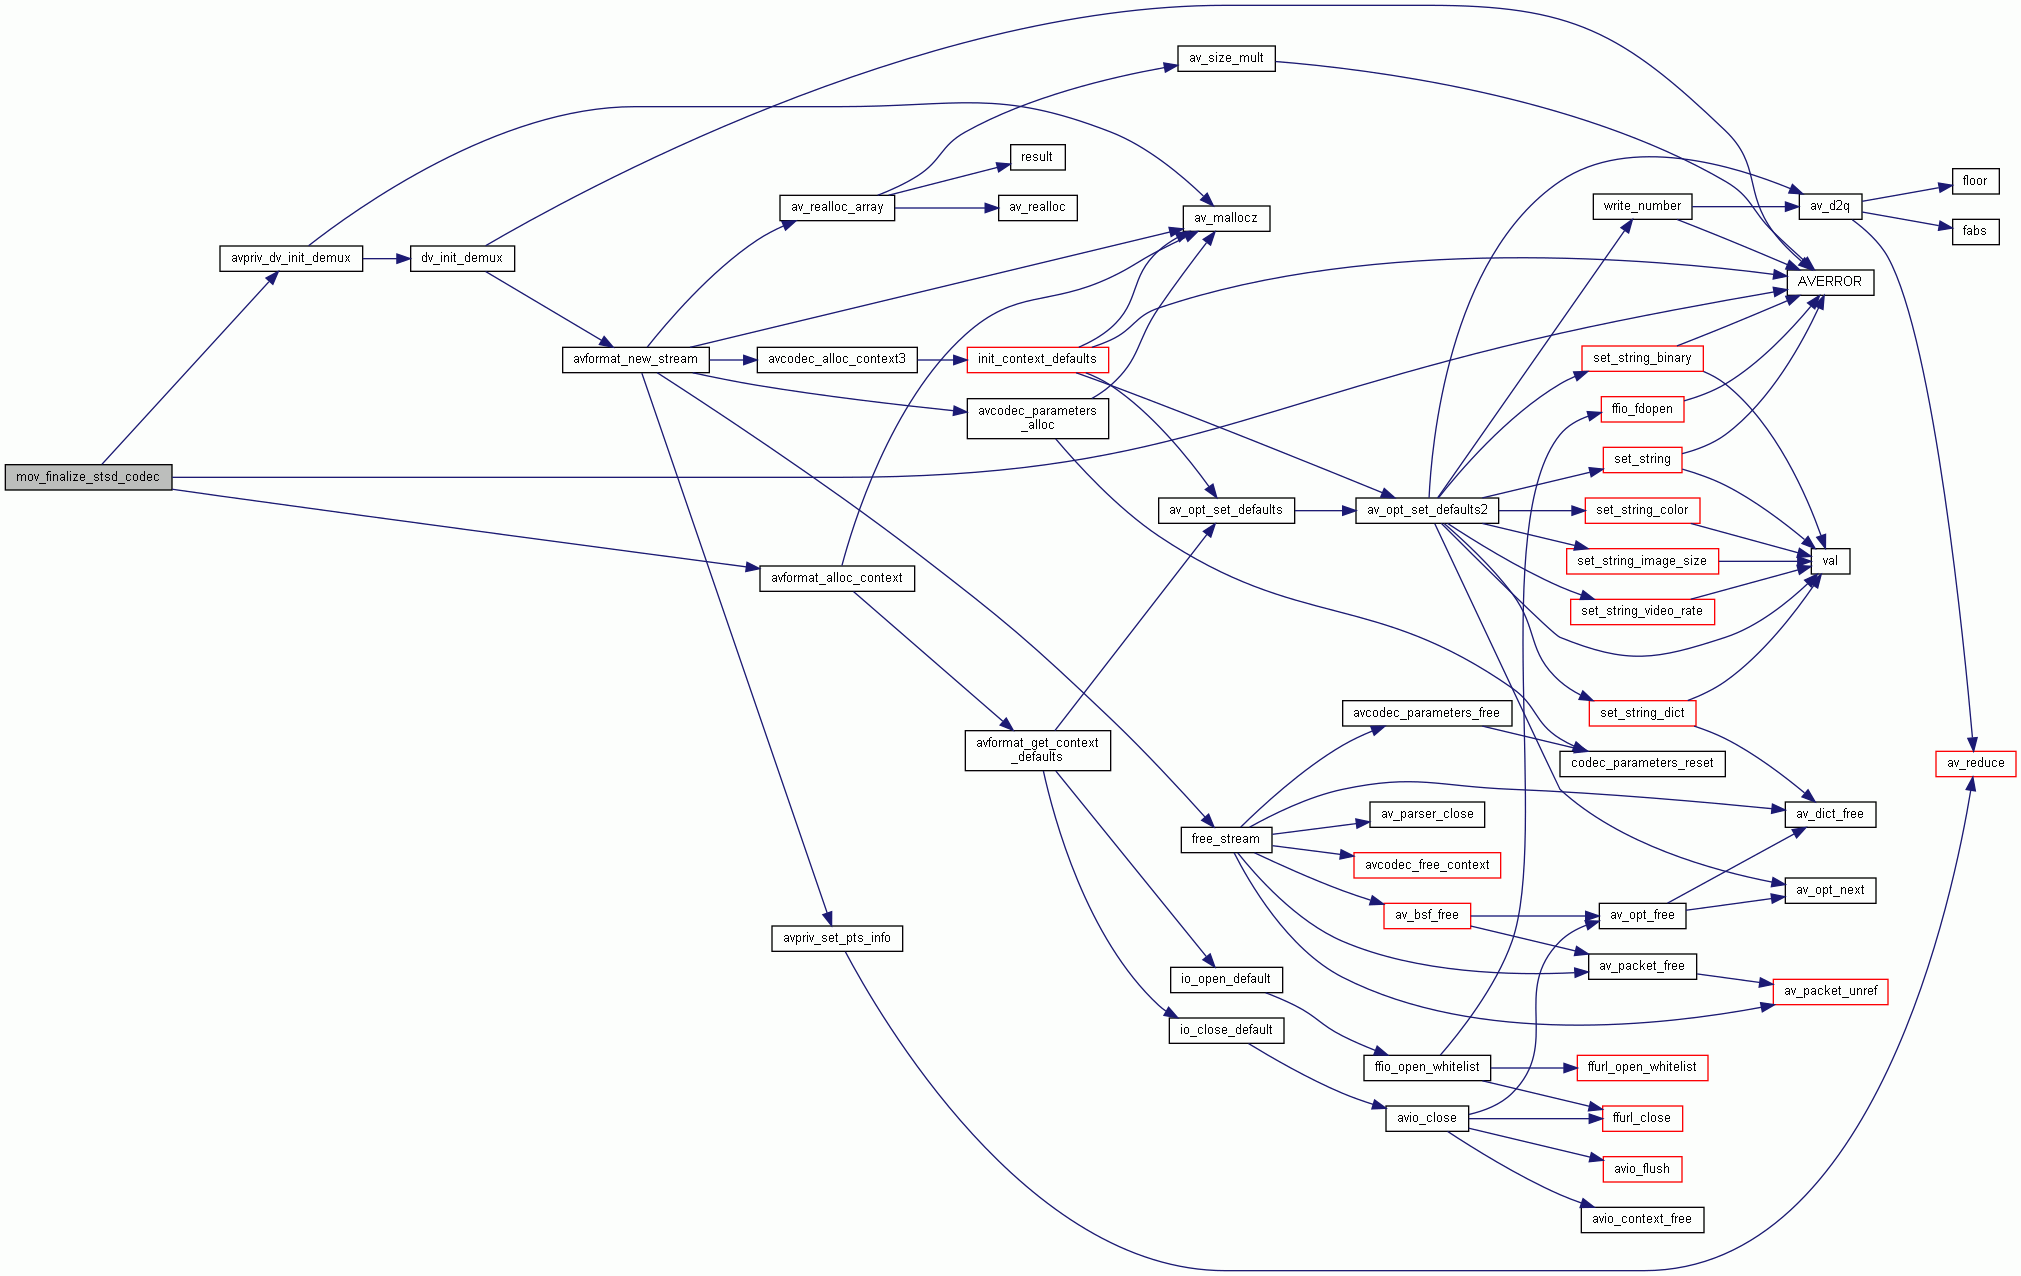 mov_finalize_stsd_codec
avpriv_dv_init_demux
dv_init_demux
avformat_new_stream
av_realloc_array
av_size_mult
result
av_realloc
av_mallocz
avcodec_alloc_context3
init_context_defaults
avcodec_parameters
_alloc
avformat_alloc_context
avformat_get_context
_defaults
av_opt_set_defaults
av_opt_set_defaults2
write_number
av_d2q
floor
fabs
AVERROR
set_string_binary
ffio_fdopen
set_string
set_string_color
set_string_image_size
set_string_video_rate
val
set_string_dict
avcodec_parameters_free
codec_parameters_reset
av_reduce
av_parser_close
av_dict_free
free_stream
avcodec_free_context
av_opt_next
av_bsf_free
av_opt_free
avpriv_set_pts_info
av_packet_free
io_open_default
av_packet_unref
io_close_default
ffio_open_whitelist
ffurl_open_whitelist
avio_close
ffurl_close
avio_flush
avio_context_free